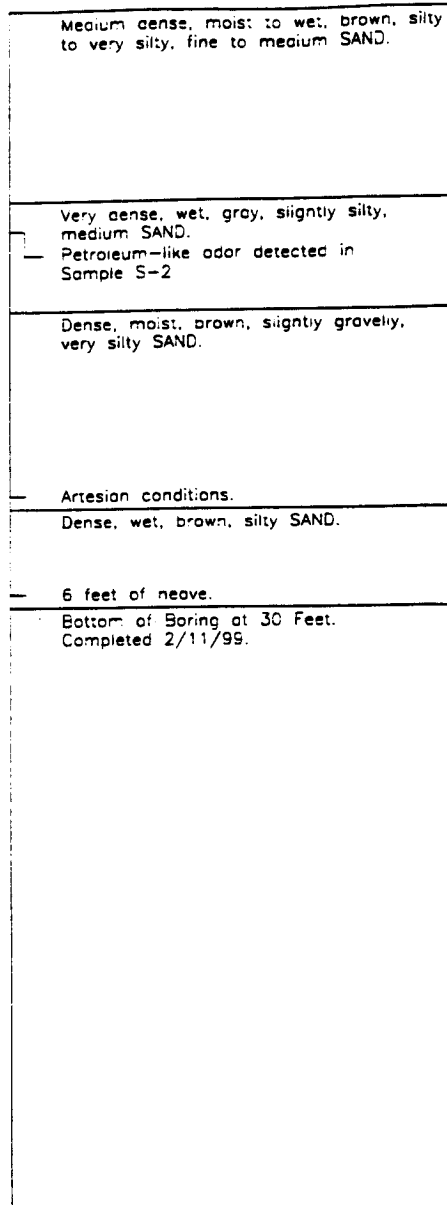 Medium dense, moist to wet, brown, silty
to very silty, fine to medium SAND.
Very dense, wet, gray, slightly silty,
medium SAND.
Petroleum-like odor detected in
Sample S-2
Dense, moist, brown, slightly gravelly,
very silty SAND.
Artesian conditions.
Dense, wet, brown, silty SAND.
6 feet of heave.
Bottom of Boring at 30 Feet.
Completed 2/11/99.